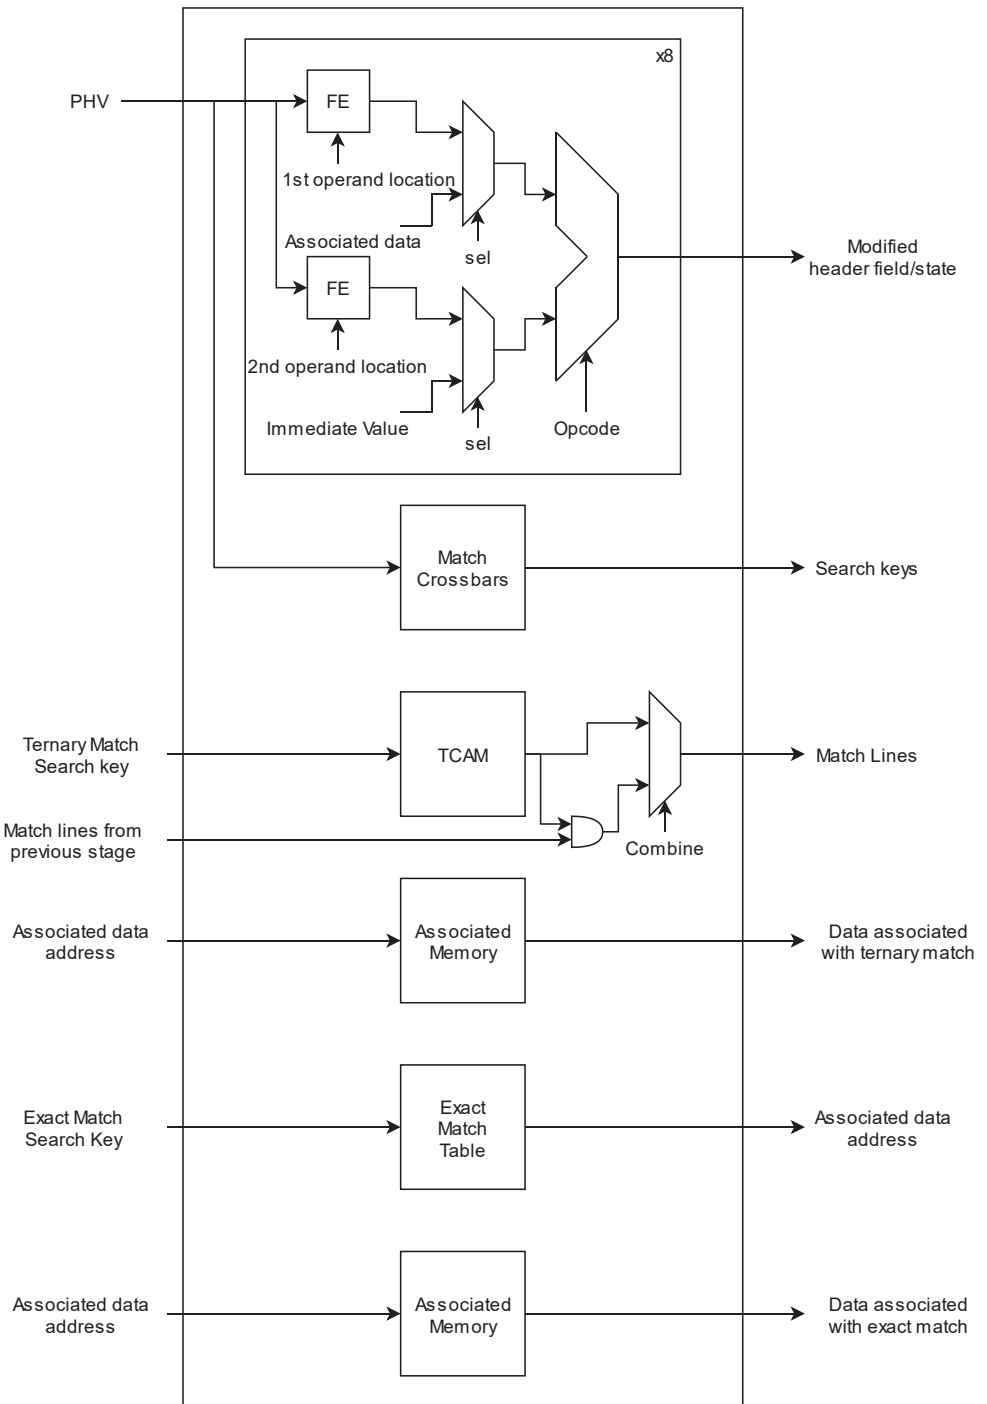 x8
PHV
FE
1st operand location
Associated data
sel
FE
2nd operand location
Immediate Value
sel
Opcode
Modified
header field/state
Match
Crossbars
Search keys
Ternary Match
Search key
TCAM
Match Lines
Match lines from
previous stage
Combine
Associated data
address
Associated
Memory
Data associated
with ternary match
Exact Match
Search Key
Exact
Match
Table
Associated data
address
Associated data
address
Associated
Memory
Data associated
with exact match